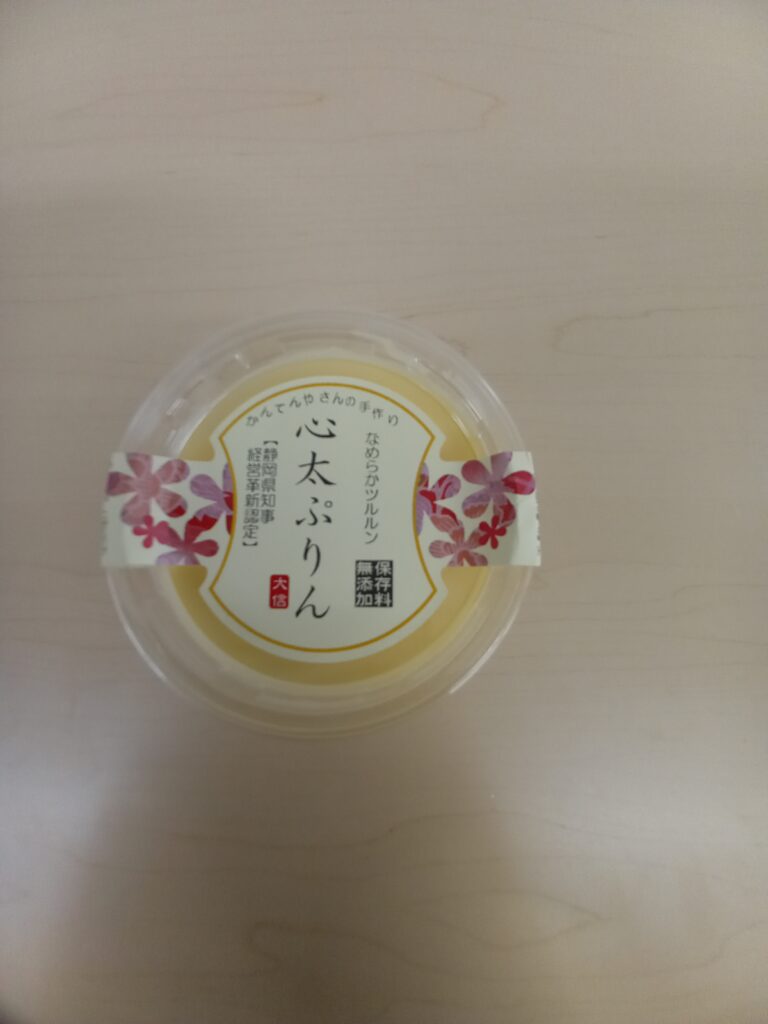 かんてんやさんの手作り
なめらかツルルン
保存料
無添加
心太ぷりん
【静岡県知事
経営革新認定】
大信